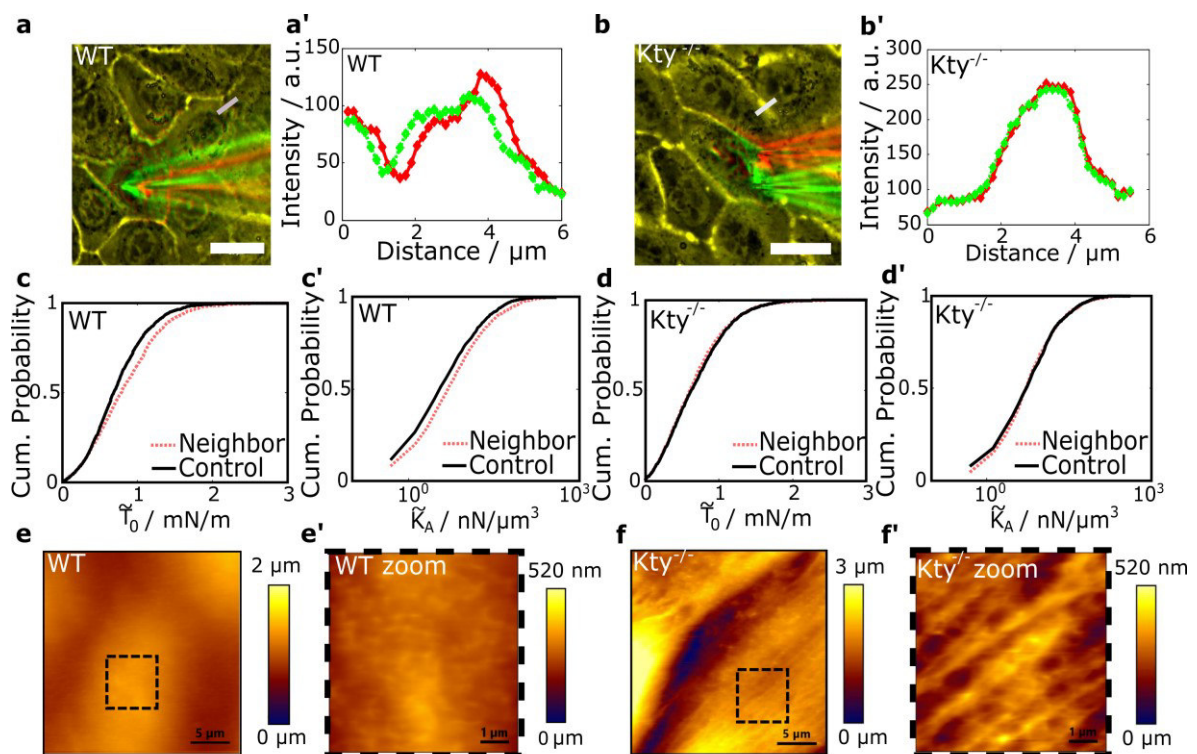 a
WT
a'
WT
150
100
50
0
Intensity / a.u.
0 2 4 6
Distance / µm
b
Kty-/-
b'
Kty-/-
300
250
200
150
100
50
Intensity / a.u.
0 2 4 6
Distance / µm
c
WT
1
0.5
0
Cum. Probability
Neighbor
Control
0 1 2 3
T̃0 / mN/m
c'
WT
1
0.5
0
Cum. Probability
Neighbor
Control
10^0 10^3
K̃A / nN/µm^3
d
Kty-/-
1
0.5
0
Cum. Probability
Neighbor
Control
0 1 2 3
T̃0 / mN/m
d'
Kty-/-
1
0.5
0
Cum. Probability
Neighbor
Control
10^0 10^3
K̃A / nN/µm^3
e
WT
5 µm
2 µm
0 µm
e'
WT zoom
1 µm
520 nm
0 µm
f
Kty-/-
5 µm
3 µm
0 µm
f'
Kty-/- zoom
1 µm
520 nm
0 µm